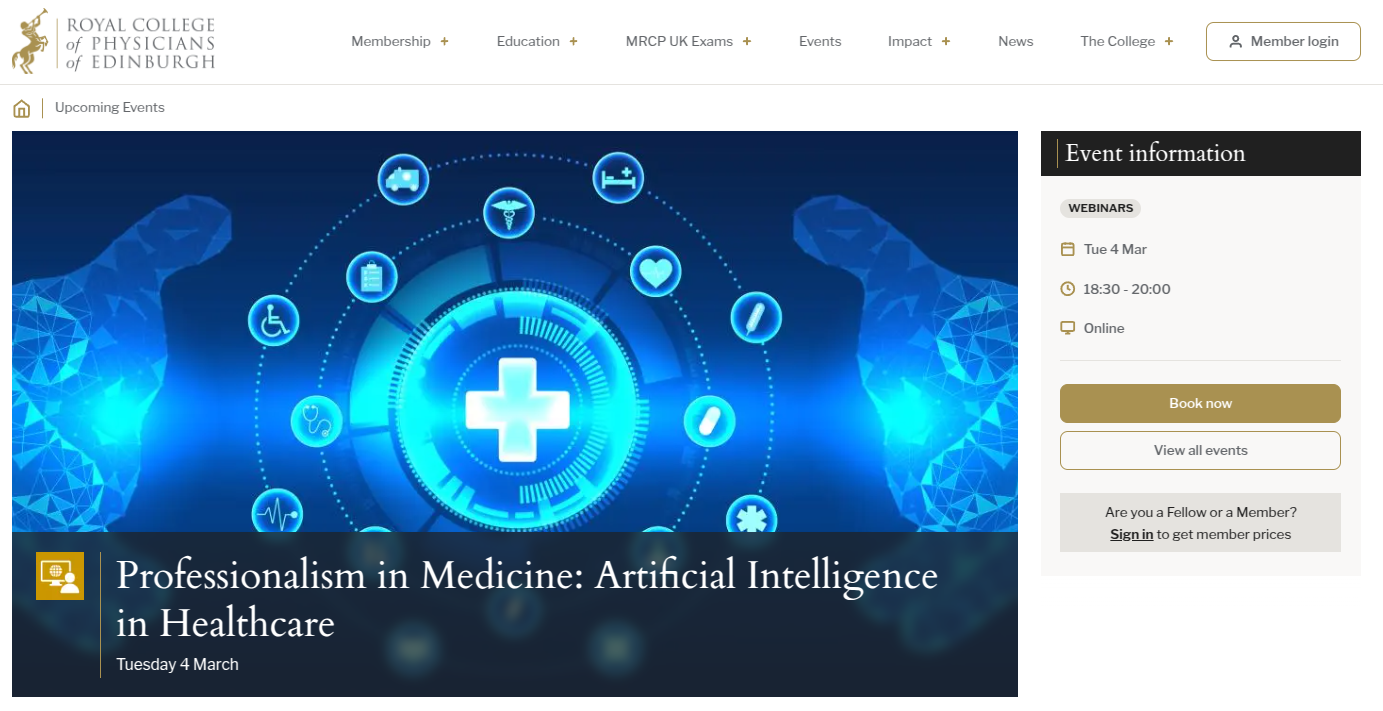 ROYAL COLLEGE
of PHYSICIANS
of EDINBURGH
Membership +
Education +
MRCP UK Exams +
Events
Impact +
News
The College +
Member login
Upcoming Events
Professionalism in Medicine: Artificial Intelligence
in Healthcare
Tuesday 4 March
Event information
WEBINARS
Tue 4 Mar
18:30 - 20:00
Online
Book now
View all events
Are you a Fellow or a Member?
Sign in to get member prices